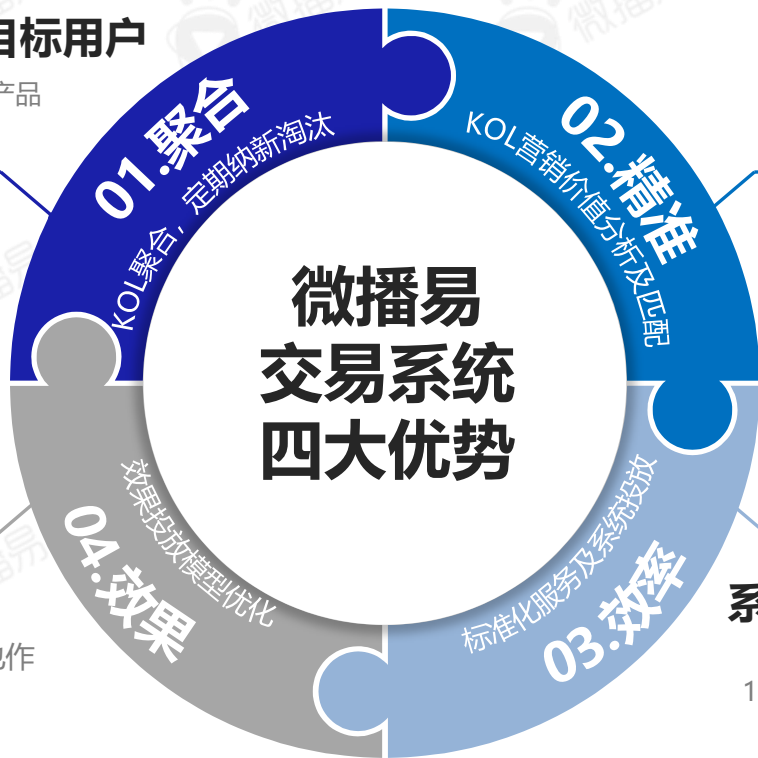 目标用户
产品
01.聚合
KOL聚合，定期纳新淘汰
02.精准
KOL营销价值分析及匹配
微播易
交易系统
四大优势
03.效率
标准化服务及系统投放
04.效果
效果投放模型优化
作
系
1
微播易